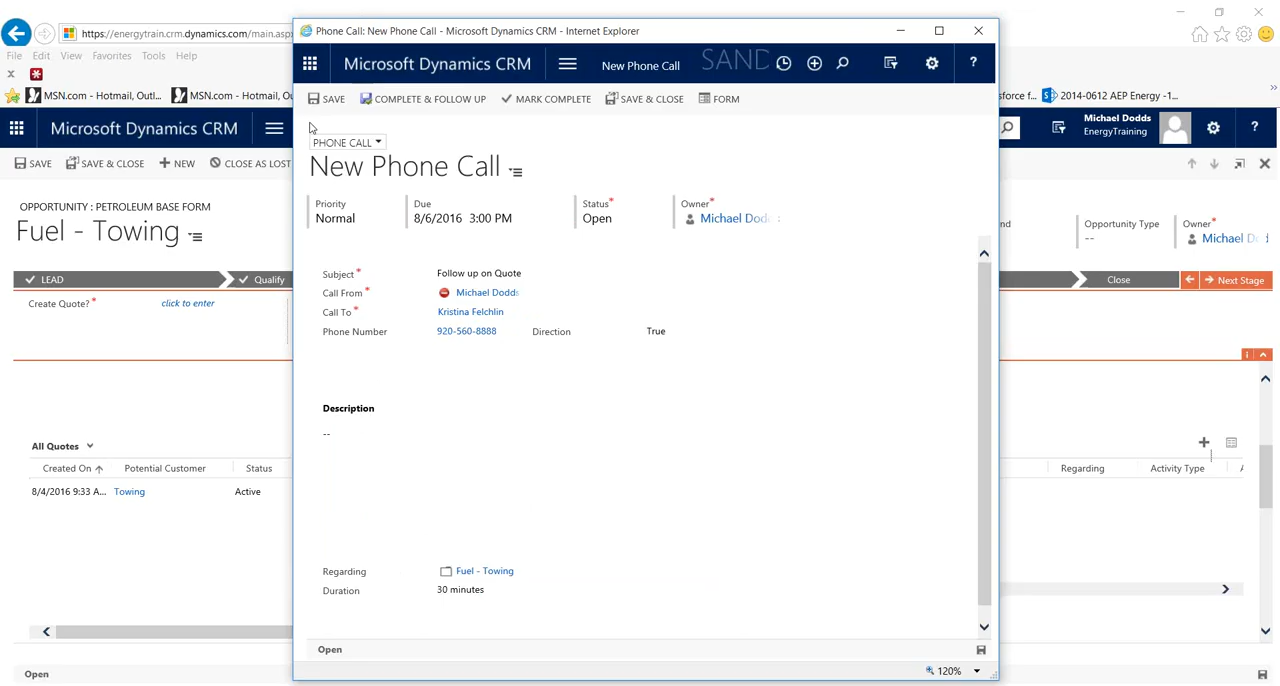 Phone Call: New Phone Call - Microsoft Dynamics CRM - Internet Explorer
https://energytrain.crm.dynamics.com/main.aspx
File Edit View Favorites Tools Help
x
MSN.com - Hotmail, Outl... MSN.com - Hotmail, Ou
2014-0612 AEP Energy -1...
Microsoft Dynamics CRM New Phone Call SAND ?
SAVE COMPLETE & FOLLOW UP MARK COMPLETE SAVE & CLOSE FORM
Microsoft Dynamics CRM
Michael Dodds
EnergyTraining
?
SAVE SAVE & CLOSE NEW CLOSE AS LOST
PHONE CALL
New Phone Call
OPPORTUNITY : PETROLEUM BASE FORM
Fuel - Towing
Priority Due Status* Owner*
Normal 8/6/2016 3:00 PM Open Michael Dodd
Opportunity Type Owner*
-- Michael D
LEAD Qualify
Close Next Stage
Create Quote?* click to enter
Subject* Follow up on Quote
Call From* Michael Dodds
Call To* Kristina Felchlin
Phone Number 920-560-8888 Direction True
Description
--
Regarding Fuel - Towing
Duration 30 minutes
All Quotes
Created On Potential Customer Status
8/4/2016 9:33 A... Towing Active
Regarding Activity Type
Open
120%
Open